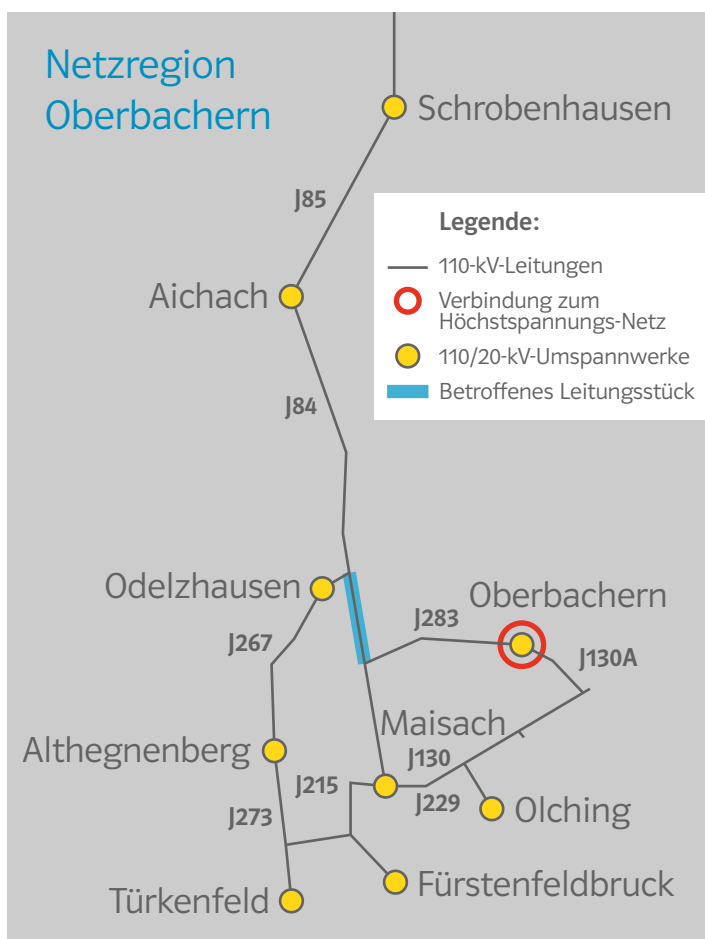 Netzregion
Oberbachern
Schrobenhausen
J85
Legende:
110-kV-Leitungen
Verbindung zum
Höchstspannungs-Netz
110/20-kV-Umspannwerke
Betroffenes Leitungsstück
Aichach
J84
Odelzhausen
Oberbachern
J283
J267
J130A
Maisach
Althegnenberg
J130
J215
J229
Olching
J273
Fürstenfeldbruck
Türkenfeld